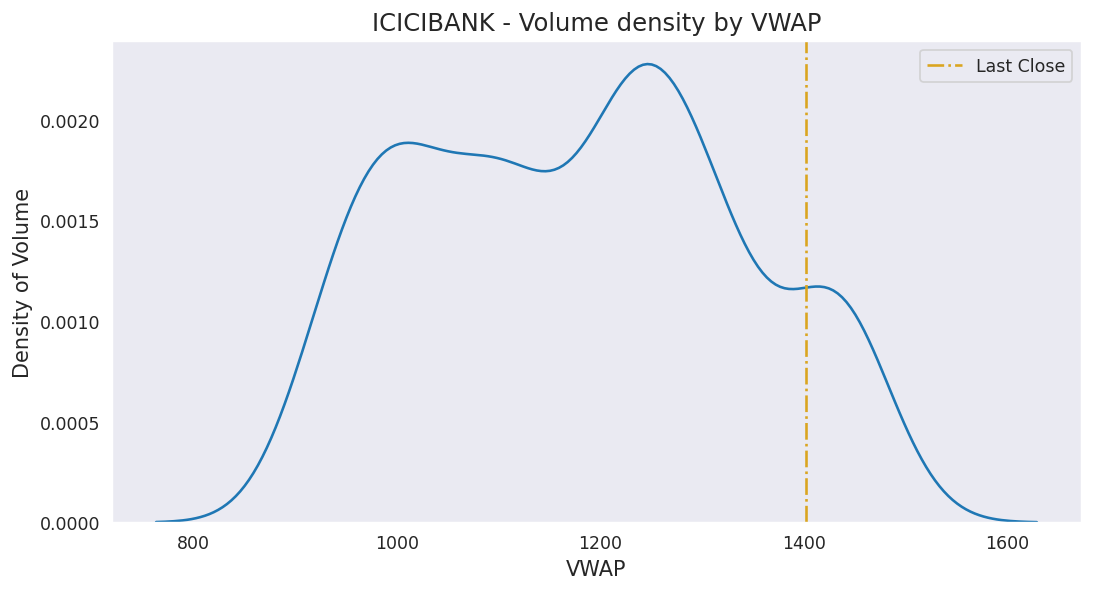 ICICIBANK - Volume density by VWAP
Last Close
Density of Volume
0.0020
0.0015
0.0010
0.0005
0.0000
800 1000 1200 1400 1600
VWAP